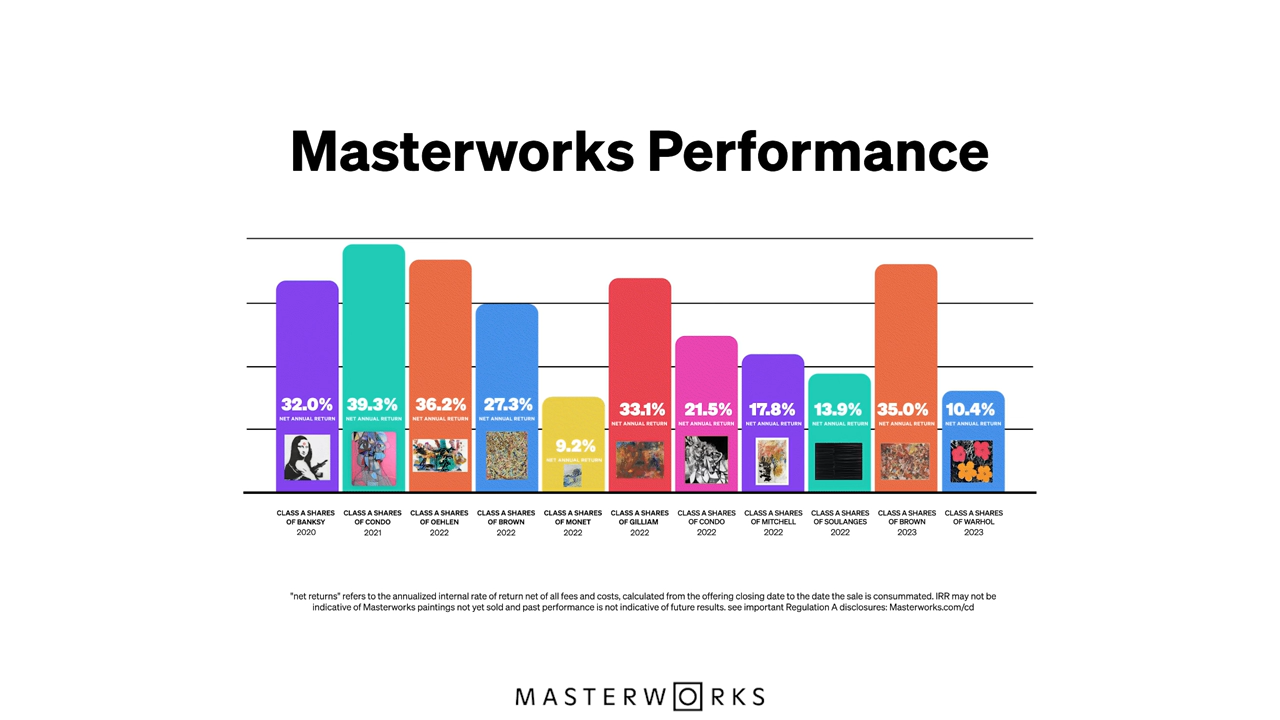 Masterworks Performance
32.0%
NET ANNUAL RETURN
39.3%
NET ANNUAL RETURN
36.2%
NET ANNUAL RETURN
27.3%
NET ANNUAL RETURN
9.2%
NET ANNUAL RETURN
33.1%
NET ANNUAL RETURN
21.5%
NET ANNUAL RETURN
17.8%
NET ANNUAL RETURN
13.9%
NET ANNUAL RETURN
35.0%
NET ANNUAL RETURN
10.4%
NET ANNUAL RETURN
CLASS A SHARES
OF BANKSY
2020
CLASS A SHARES
OF CONDO
2021
CLASS A SHARES
OF OEHLEN
2022
CLASS A SHARES
OF BROWN
2022
CLASS A SHARES
OF MONET
2022
CLASS A SHARES
OF GILLIAM
2022
CLASS A SHARES
OF CONDO
2022
CLASS A SHARES
OF MITCHELL
2022
CLASS A SHARES
OF SOULANGES
2022
CLASS A SHARES
OF BROWN
2023
CLASS A SHARES
OF WARHOL
2023
"net returns" refers to the annualized internal rate of return net of all fees and costs, calculated from the offering closing date to the date the sale is consummated. IRR may not be
indicative of Masterworks paintings not yet sold and past performance is not indicative of future results. see important Regulation A disclosures: Masterworks.com/cd
MASTERWORKS